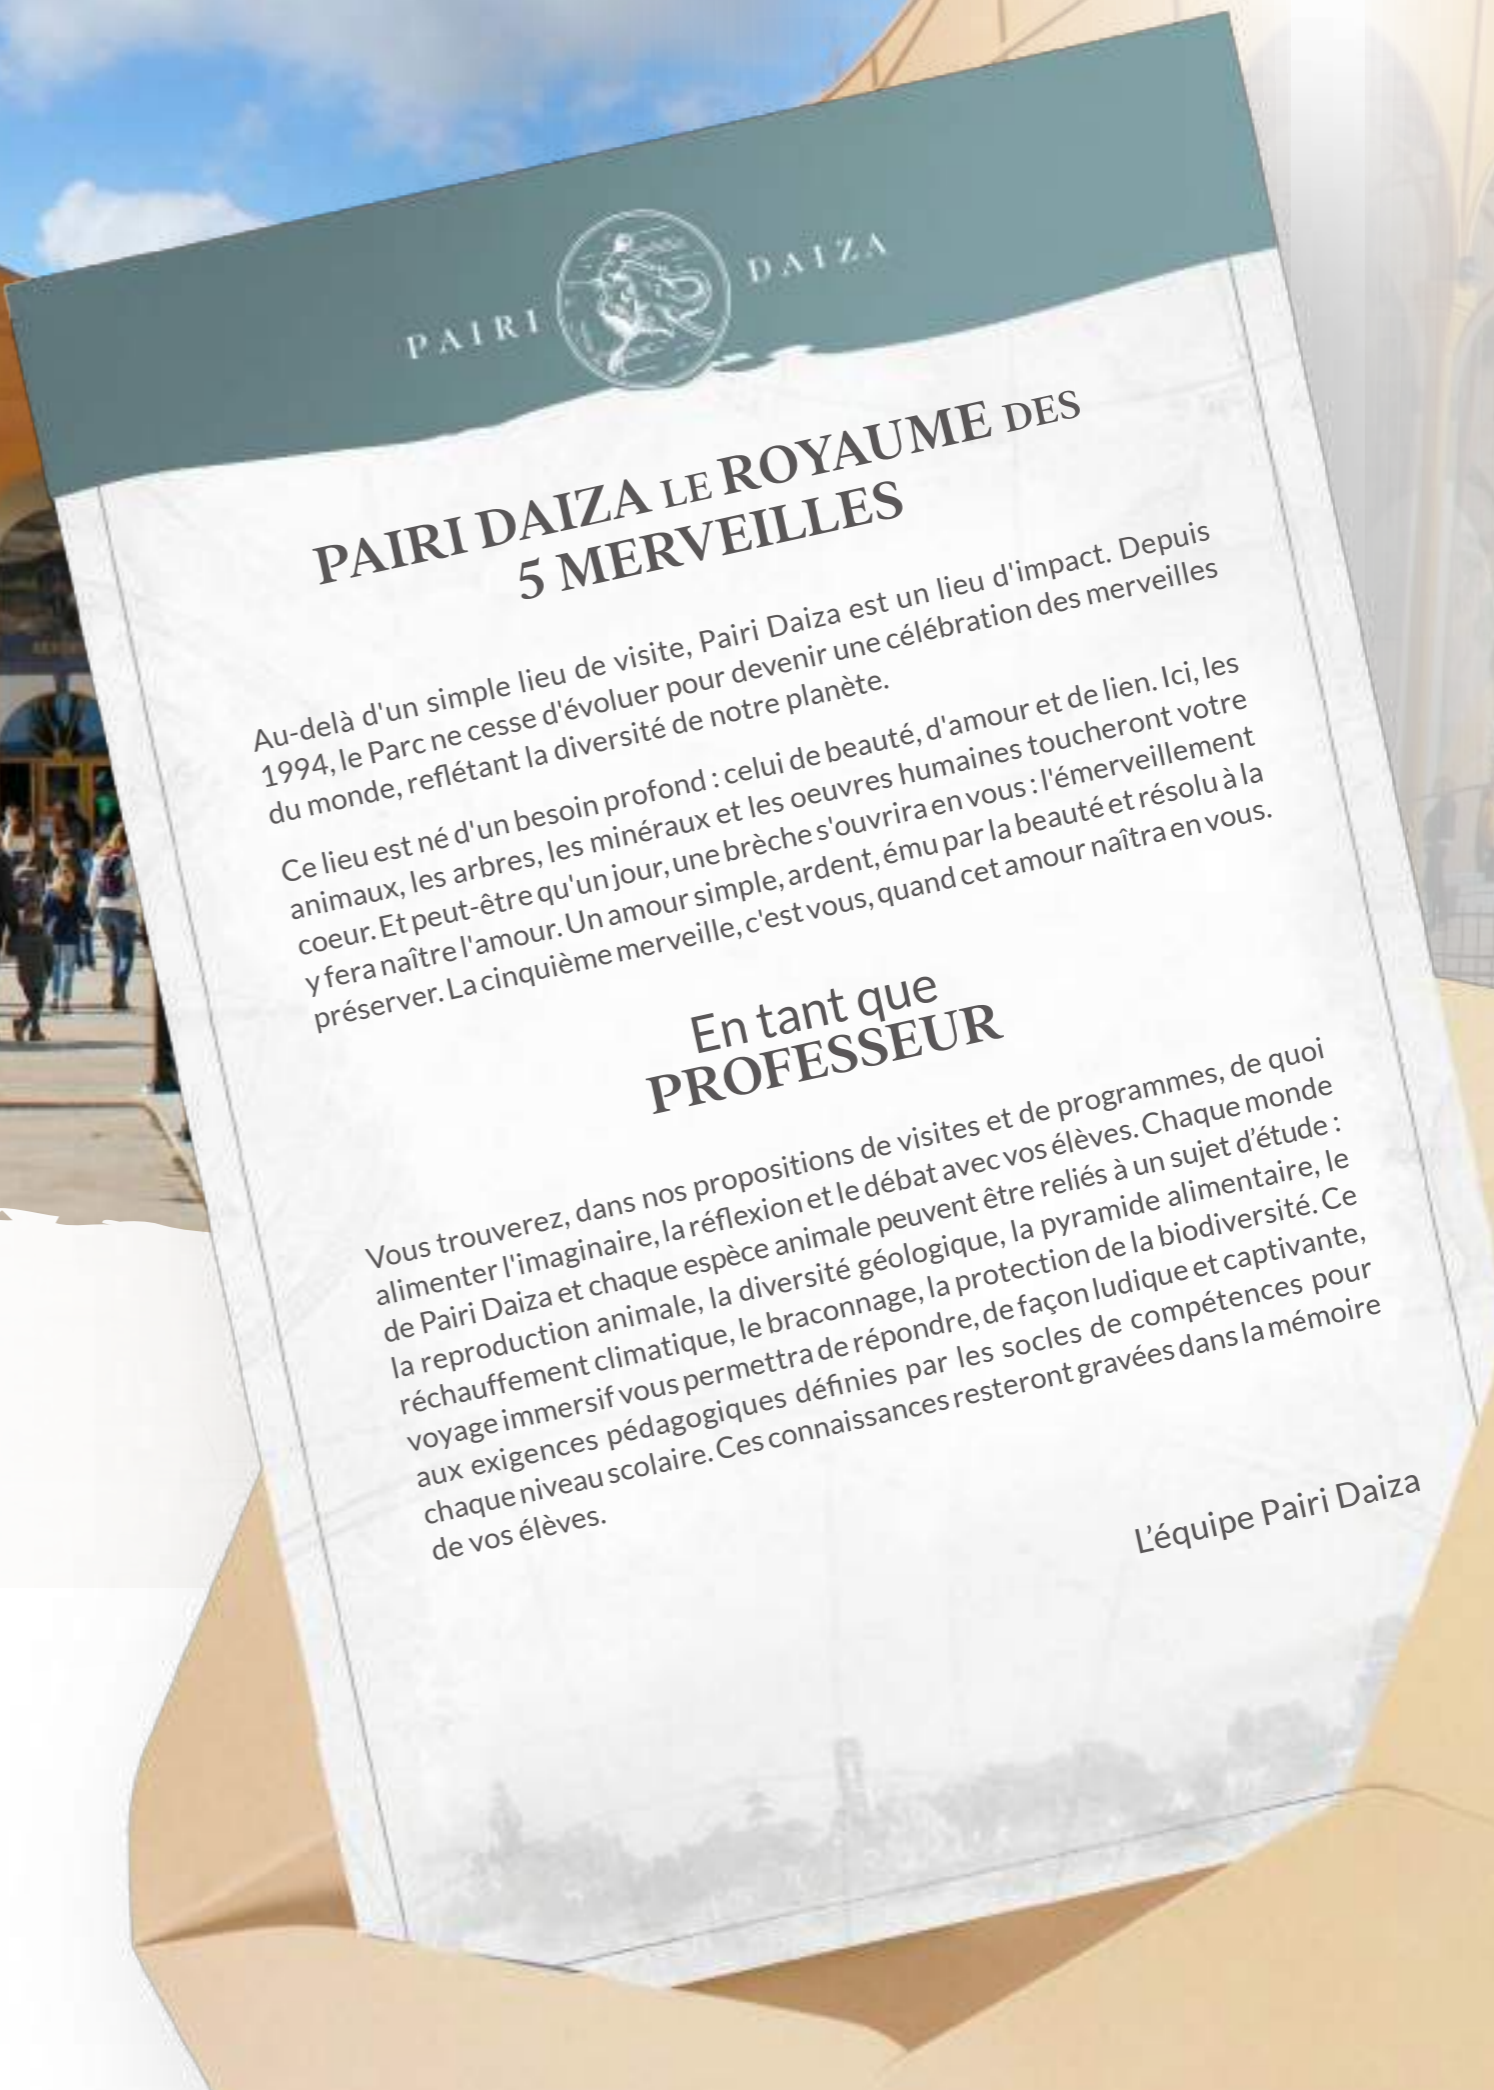 PAIRI DAIZA
PAIRI DAIZA LE ROYAUME DES
5 MERVEILLES
Au-delà d'un simple lieu de visite, Pairi Daiza est un lieu d'impact. Depuis
1994, le Parc ne cesse d'évoluer pour devenir une célébration des merveilles
du monde, reflétant la diversité de notre planète.
Ce lieu est né d'un besoin profond : celui de beauté, d'amour et de lien. Ici, les
animaux, les arbres, les minéraux et les oeuvres humaines toucheront votre
coeur. Et peut-être qu'un jour, une brèche s'ouvrira en vous : l'émerveillement
y fera naître l'amour. Un amour simple, ardent, ému par la beauté et résolu à la
préserver. La cinquième merveille, c'est vous, quand cet amour naîtra en vous.
En tant que
PROFESSEUR
Vous trouverez, dans nos propositions de visites et de programmes, de quoi
alimenter l'imaginaire, la réflexion et le débat avec vos élèves. Chaque monde
de Pairi Daiza et chaque espèce animale peuvent être reliés à un sujet d’étude :
la reproduction animale, la diversité géologique, la pyramide alimentaire, le
réchauffement climatique, le braconnage, la protection de la biodiversité. Ce
voyage immersif vous permettra de répondre, de façon ludique et captivante,
aux exigences pédagogiques définies par les socles de compétences pour
chaque niveau scolaire. Ces connaissances resteront gravées dans la mémoire
de vos élèves.
L’équipe Pairi Daiza